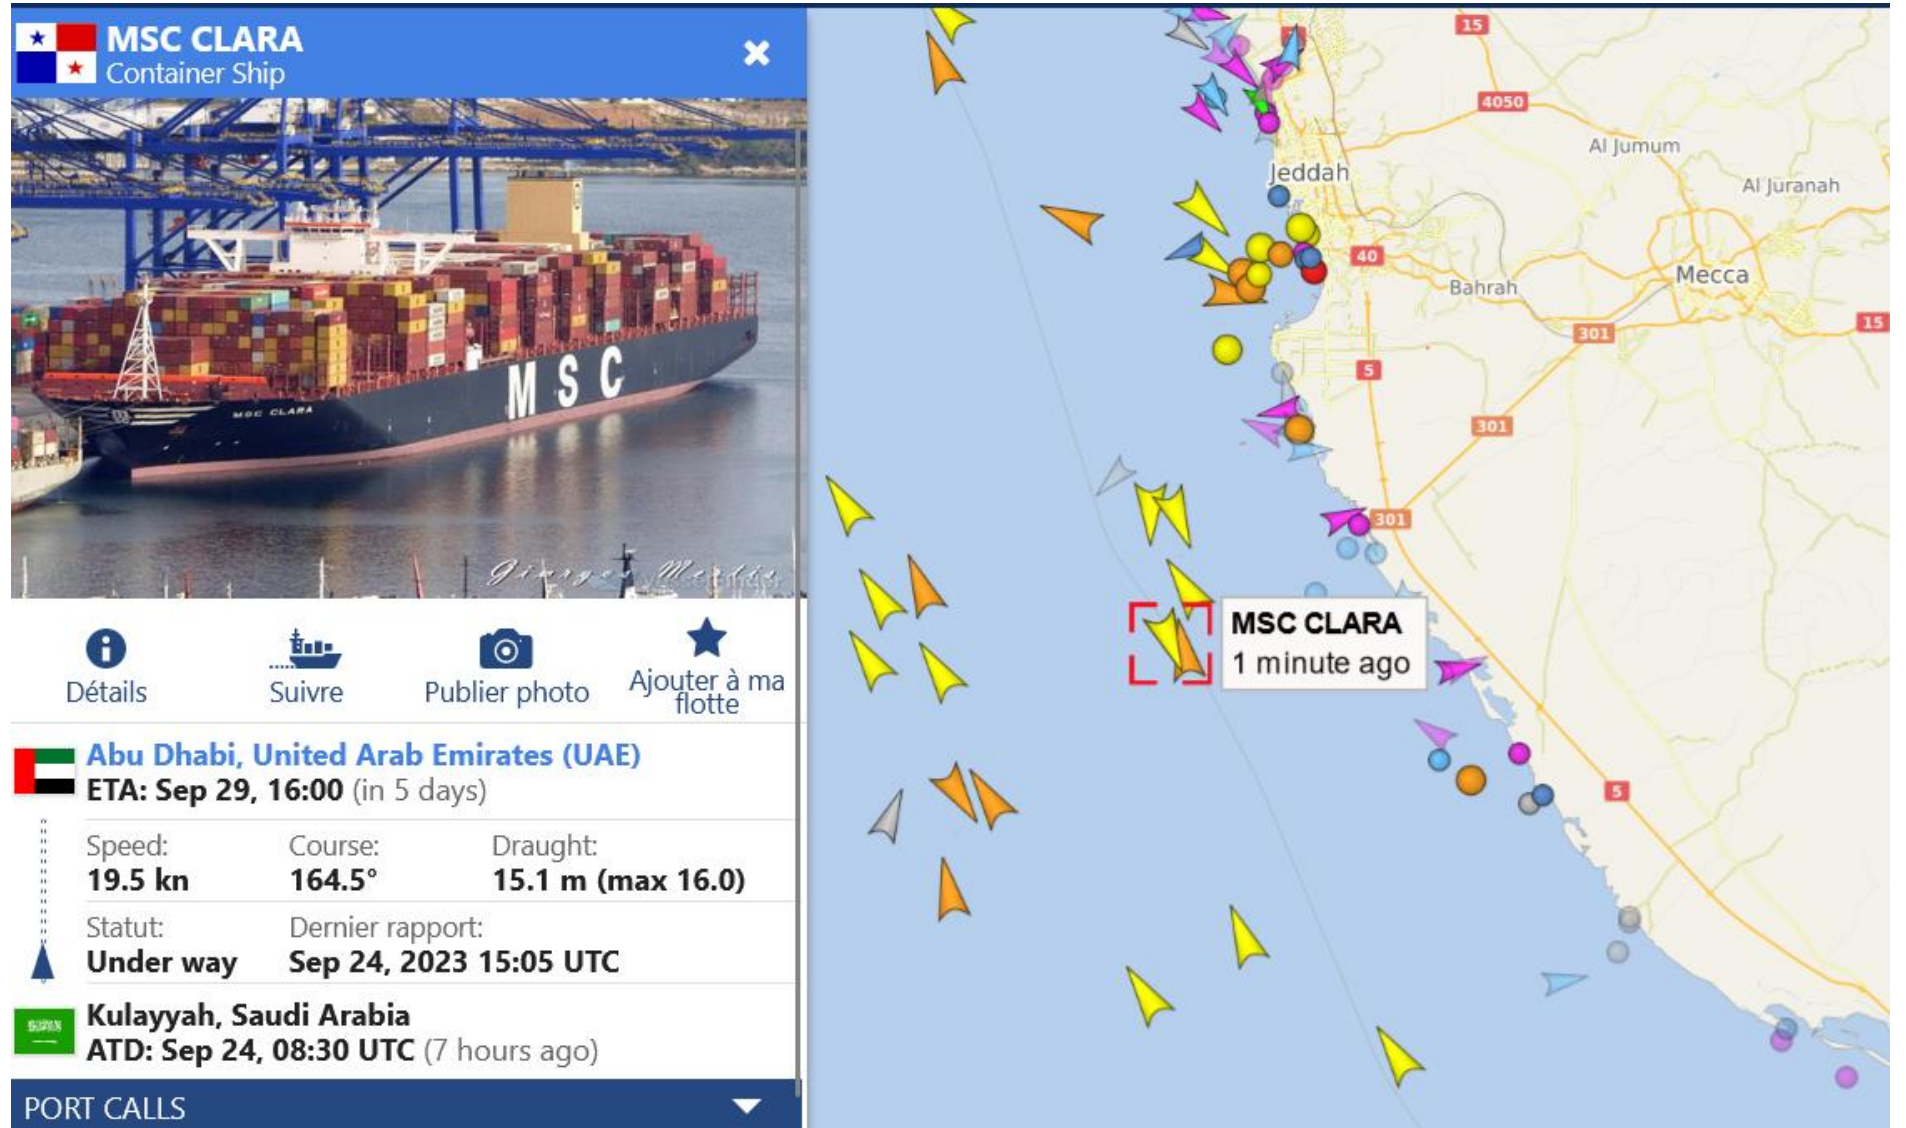 MSC CLARA
Container Ship
MSC
MSC CLARA
Giorgos
Détails
Suivre
Publier photo
Ajouter à ma
flotte
Abu Dhabi, United Arab Emirates (UAE)
ETA: Sep 29, 16:00 (in 5 days)
Speed: Course: Draught:
19.5 kn 164.5° 15.1 m (max 16.0)
Statut: Dernier rapport:
Under way Sep 24, 2023 15:05 UTC
Kulayyah, Saudi Arabia
ATD: Sep 24, 08:30 UTC (7 hours ago)
PORT CALLS
15
4050
Al Jumum
Jeddah
Al Juranah
40
Mecca
Bahrah
15
301
5
301
301
MSC CLARA
1 minute ago
5